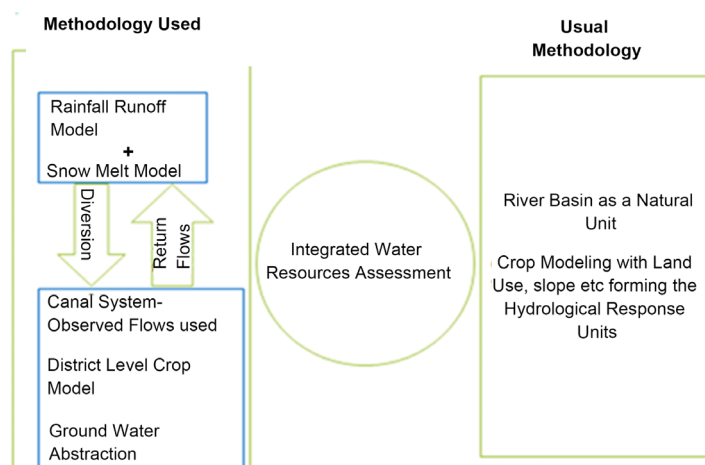 Methodology Used
Rainfall Runoff
Model
+
Snow Melt Model
Diversion
Return
Flows
Canal System-
Observed Flows used
District Level Crop
Model
Ground Water
Abstraction
Integrated Water
Resources Assessment
Usual
Methodology
River Basin as a Natural
Unit
Crop Modeling with Land
Use, slope etc forming the
Hydrological Response
Units